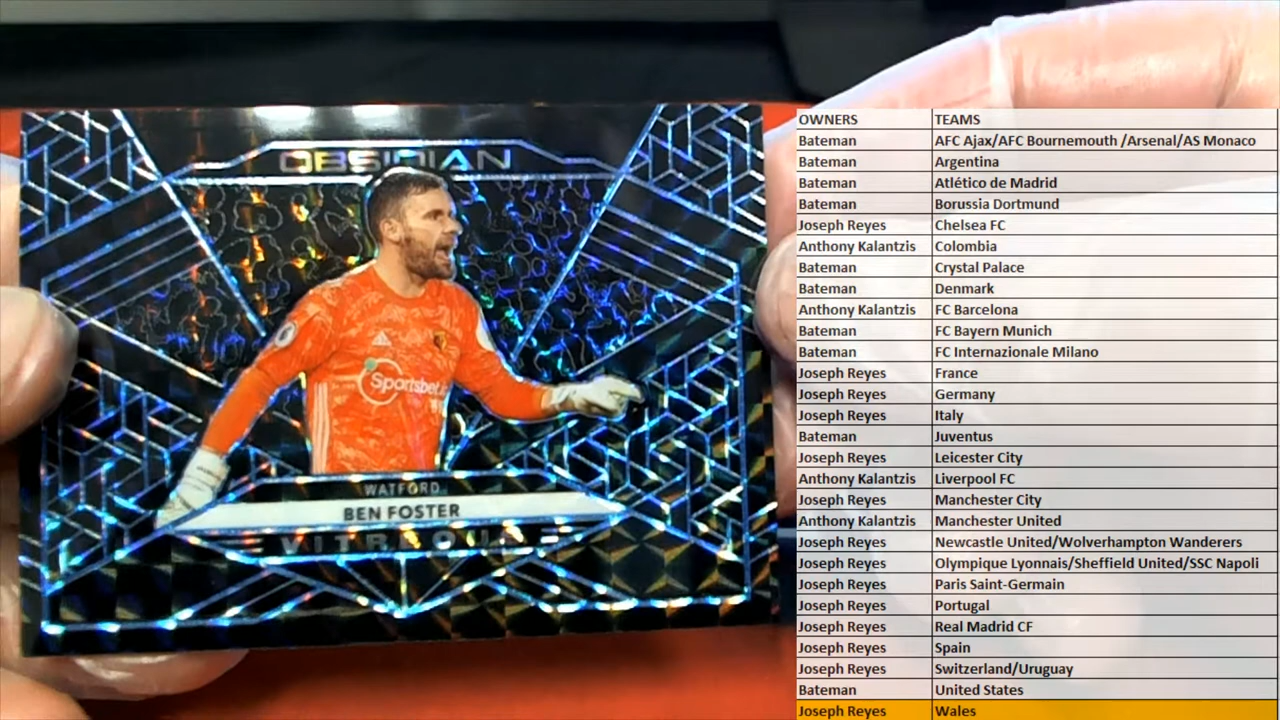 OBSIDIAN
Sportsbet.
WATFORD
BEN FOSTER
VITREOUS
OWNERS TEAMS
Bateman AFC Ajax/AFC Bournemouth /Arsenal/AS Monaco
Bateman Argentina
Bateman Atlético de Madrid
Bateman Borussia Dortmund
Joseph Reyes Chelsea FC
Anthony Kalantzis Colombia
Bateman Crystal Palace
Bateman Denmark
Anthony Kalantzis FC Barcelona
Bateman FC Bayern Munich
Bateman FC Internazionale Milano
Joseph Reyes France
Joseph Reyes Germany
Joseph Reyes Italy
Bateman Juventus
Joseph Reyes Leicester City
Anthony Kalantzis Liverpool FC
Joseph Reyes Manchester City
Anthony Kalantzis Manchester United
Joseph Reyes Newcastle United/Wolverhampton Wanderers
Joseph Reyes Olympique Lyonnais/Sheffield United/SSC Napoli
Joseph Reyes Paris Saint-Germain
Joseph Reyes Portugal
Joseph Reyes Real Madrid CF
Joseph Reyes Spain
Joseph Reyes Switzerland/Uruguay
Bateman United States
Joseph Reyes Wales